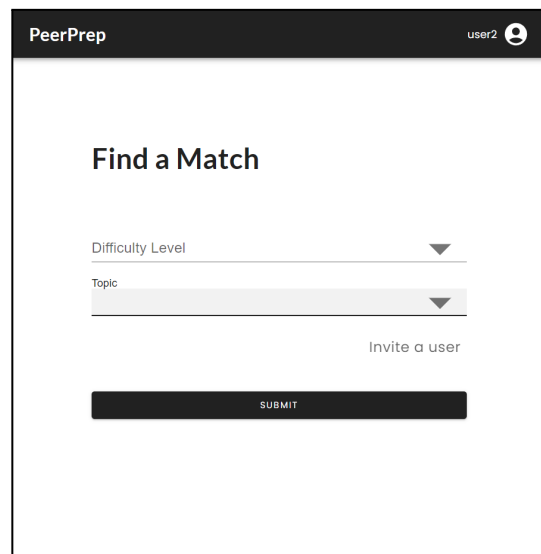 PeerPrep
user2
Find a Match
Difficulty Level
Topic
Invite a user
SUBMIT